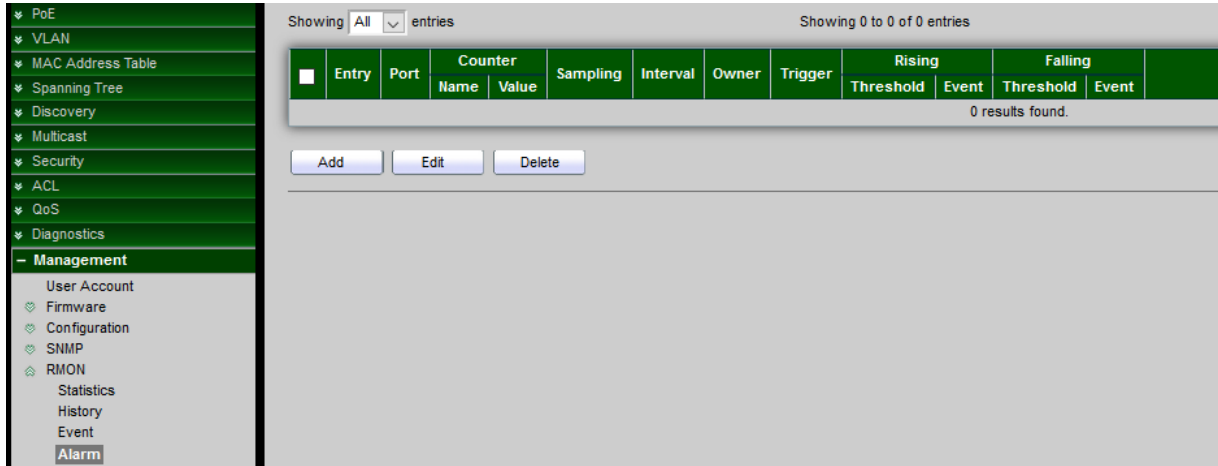 PoE
VLAN
MAC Address Table
Spanning Tree
Discovery
Multicast
Security
ACL
QoS
Diagnostics
Management
User Account
Firmware
Configuration
SNMP
RMON
Statistics
History
Event
Alarm
Showing All entries Showing 0 to 0 of 0 entries
Entry Port Counter Sampling Interval Owner Trigger Rising Falling
Name Value Threshold Event Threshold Event
0 results found.
Add Edit Delete